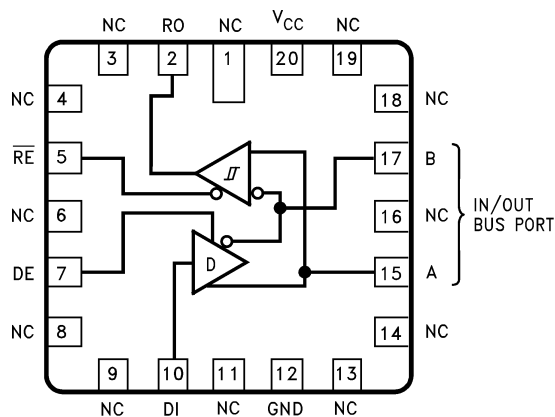 NC RO NC VCC NC
3 2 1 20 19
NC 4 18 NC
R̅E̅ 5 17 B
IN/OUT
BUS PORT
NC 6 16 NC
DE 7 D 15 A
NC 8 14 NC
9 10 11 12 13
NC DI NC GND NC